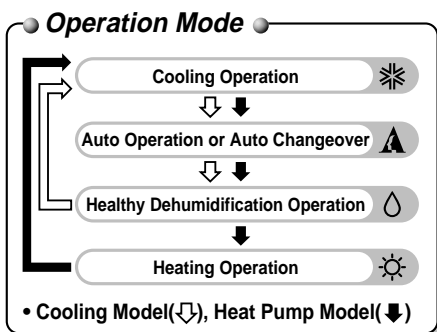 Operation Mode
Cooling Operation
Auto Operation or Auto Changeover
Healthy Dehumidification Operation
Heating Operation
• Cooling Model(⇩), Heat Pump Model(⬇)